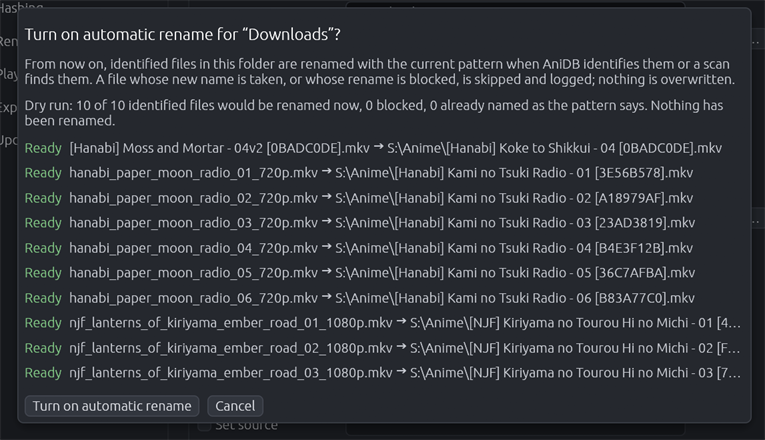 Hashing
Turn on automatic rename for “Downloads”?
From now on, identified files in this folder are renamed with the current pattern when AniDB identifies them or a scan
finds them. A file whose new name is taken, or whose rename is blocked, is skipped and logged; nothing is overwritten.
Dry run: 10 of 10 identified files would be renamed now, 0 blocked, 0 already named as the pattern says. Nothing has
been renamed.
Ready [Hanabi] Moss and Mortar - 04v2 [0BADC0DE].mkv → S:\Anime\[Hanabi] Koke to Shikkui - 04 [0BADC0DE].mkv
Ready hanabi_paper_moon_radio_01_720p.mkv → S:\Anime\[Hanabi] Kami no Tsuki Radio - 01 [3E56B578].mkv
Ready hanabi_paper_moon_radio_02_720p.mkv → S:\Anime\[Hanabi] Kami no Tsuki Radio - 02 [A18979AF].mkv
Ready hanabi_paper_moon_radio_03_720p.mkv → S:\Anime\[Hanabi] Kami no Tsuki Radio - 03 [23AD3819].mkv
Ready hanabi_paper_moon_radio_04_720p.mkv → S:\Anime\[Hanabi] Kami no Tsuki Radio - 04 [B4E3F12B].mkv
Ready hanabi_paper_moon_radio_05_720p.mkv → S:\Anime\[Hanabi] Kami no Tsuki Radio - 05 [36C7AFBA].mkv
Ready hanabi_paper_moon_radio_06_720p.mkv → S:\Anime\[Hanabi] Kami no Tsuki Radio - 06 [B83A77C0].mkv
Ready njf_lanterns_of_kiriyama_ember_road_01_1080p.mkv → S:\Anime\[NJF] Kiriyama no Tourou Hi no Michi - 01 [4…
Ready njf_lanterns_of_kiriyama_ember_road_02_1080p.mkv → S:\Anime\[NJF] Kiriyama no Tourou Hi no Michi - 02 [F…
Ready njf_lanterns_of_kiriyama_ember_road_03_1080p.mkv → S:\Anime\[NJF] Kiriyama no Tourou Hi no Michi - 03 [7…
Turn on automatic rename Cancel
Set source